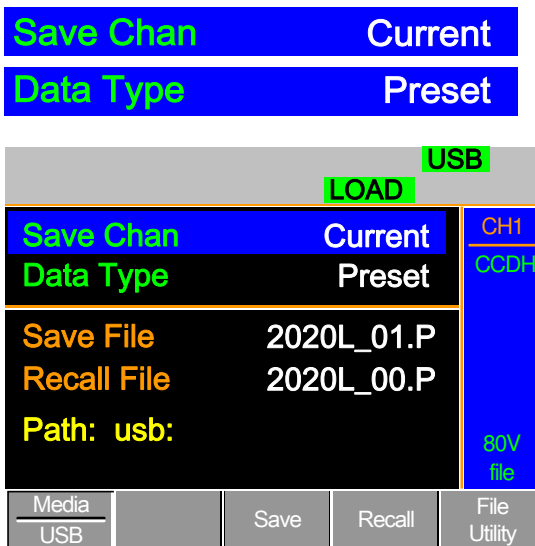 Save Chan Current
Data Type Preset
USB
LOAD
Save Chan Current
Data Type Preset
Save File 2020L_01.P
Recall File 2020L_00.P
Path: usb:
CH1
CCDH
80V
file
Media
USB
Save
Recall
File
Utility